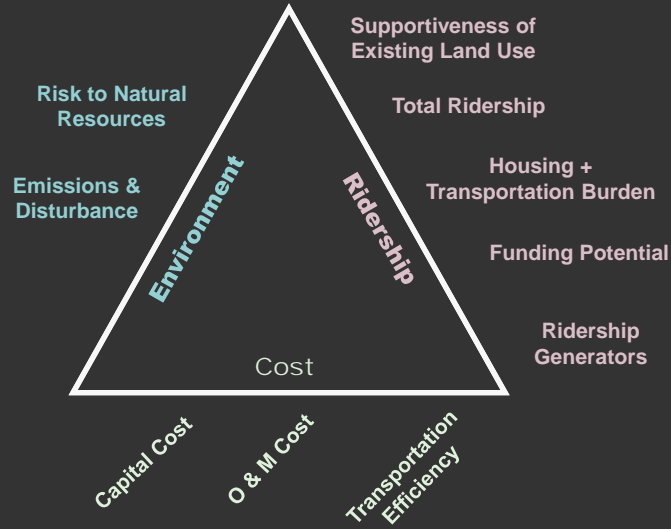 Supportiveness of
Existing Land Use
Risk to Natural
Resources
Total Ridership
Emissions &
Disturbance
Environment
Ridership
Housing +
Transportation Burden
Funding Potential
Ridership
Generators
Cost
Capital Cost
O & M Cost
Transportation
Efficiency